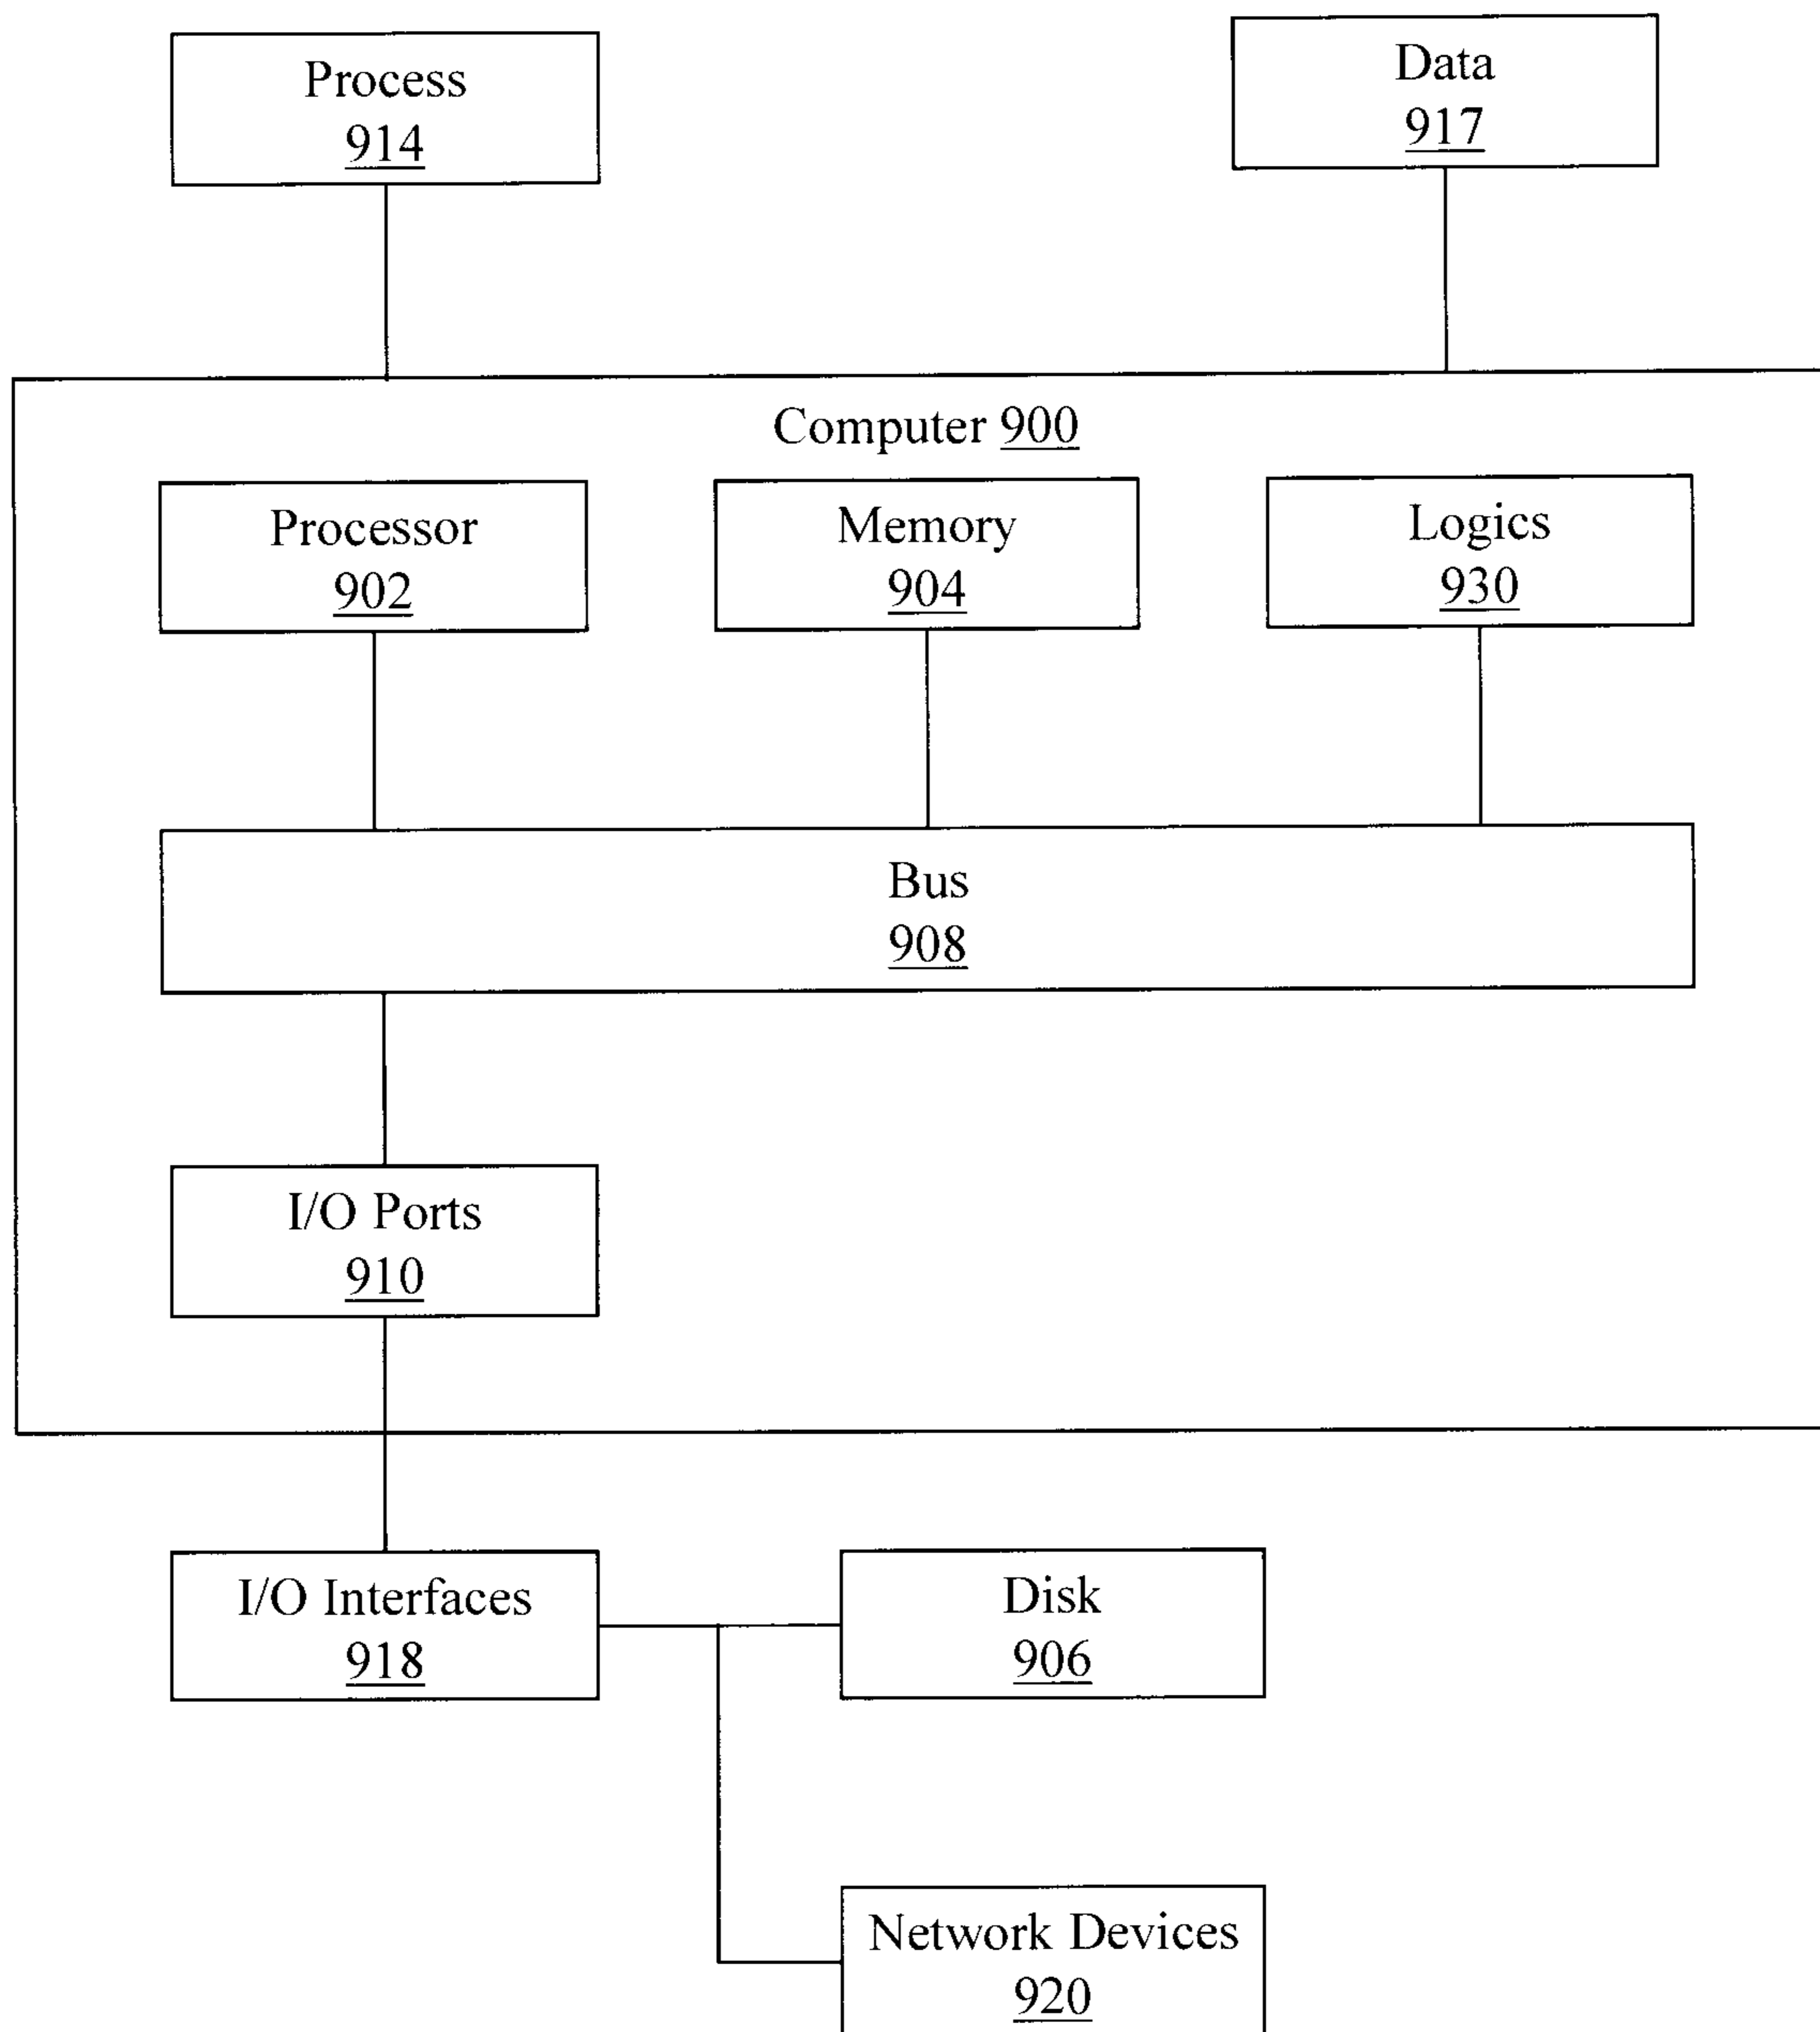 Process
914
Data
917
Computer 900
Processor
902
Memory
904
Logics
930
Bus
908
I/O Ports
910
I/O Interfaces
918
Disk
906
Network Devices
920